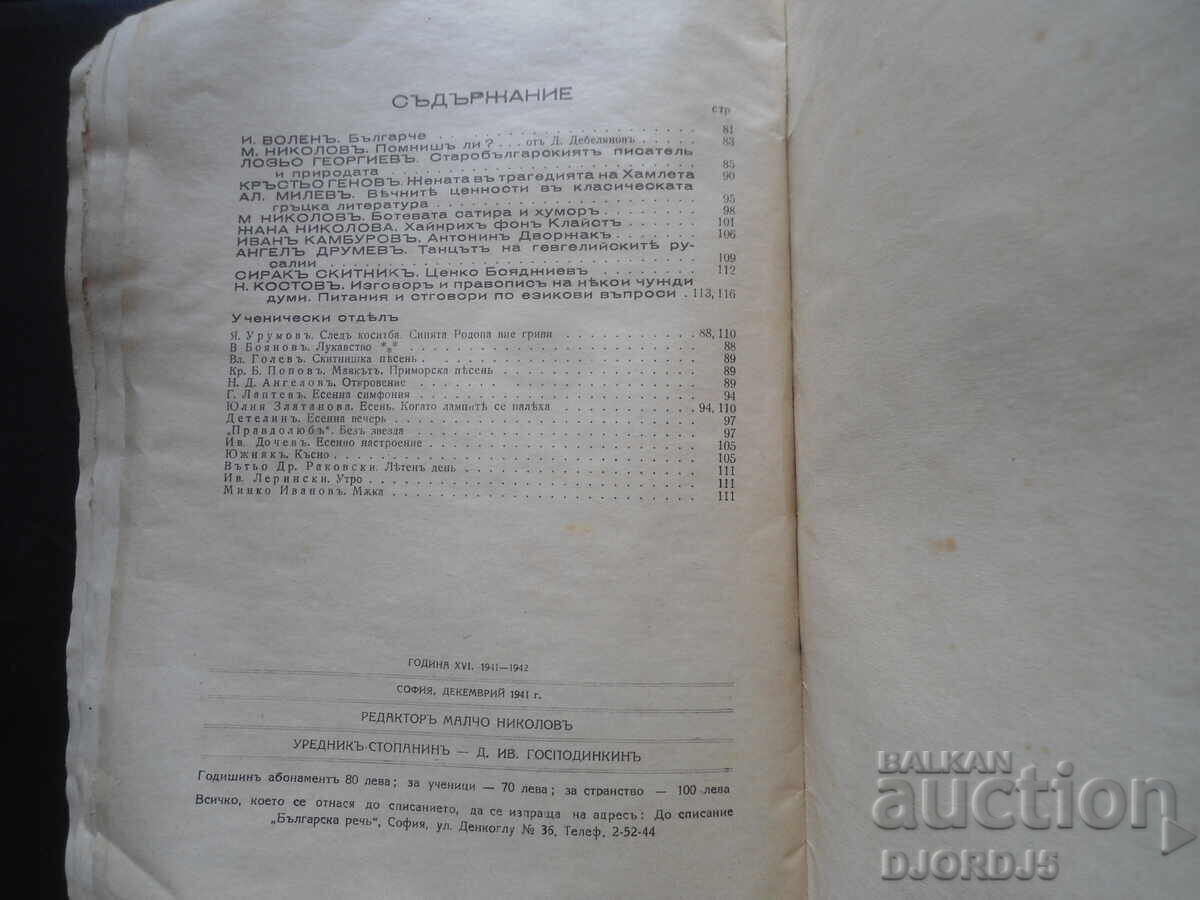 СЪДЪРЖАНИЕ
стр
И. ВОЛЕНЪ. Българче . . . 81
М. НИКОЛОВЪ. Помнишъ ли? . . . отъ Д. Дебеляновъ 83
ЛОЗЬО ГЕОРГИЕВЪ. Старобългарскиятъ писатель
и природата . . . 85
КРЪСТЬО ГЕНОВЪ. Жената въ трагедията на Хамлета 90
АЛ. МИЛЕВЪ. Вѣчнитѣ ценности въ класическата
гръцка литература . . . 95
М НИКОЛОВЪ. Ботевата сатира и хуморъ . . . 98
ЖАНА НИКОЛОВА. Хайнрихъ фонъ Клайстъ . . . 101
ИВАНЪ КАМБУРОВЪ. Антонин Дворжакъ . . . 106
АНГЕЛЪ ДРУМЕВЪ. Танцътъ на гевгелийскитѣ ру-
салии . . . 109
СИРАКЪ СКИТНИКЪ. Ценко Бояджиевъ . . . 112
Н. КОСТОВЪ. Изговоръ и правописъ на нѣкои чужди
думи. Питания и отговори по езикови въпроси . 113, 116
Ученически отдѣлъ
Я. Урумовъ. Следъ коситба. Синята Родопа вие гриви . . . 88, 110
В Бояновъ. Лукавство *** . . . 88
Вл. Голевъ. Скитнишка пѣсень . . . 89
Кр. Б. Попов. Маякътъ. Приморска пѣсень . . . 89
Н. Д. Ангеловъ. Откровение . . . 89
Г. Лаптевъ. Есенна симфония . . . 94
Юлия Златанова. Есень. Когато лампитѣ се палѣха . . . 94, 110
Детелинъ. Есенна вечерь . . . 97
„Правдолюбъ“. Безъ звезда . . . 97
Ив. Дочевъ. Есенно настроение . . . 105
Южнякъ. Късно . . . 105
Вътьо Др. Раковски. Лѣтенъ день . . . 111
Ив. Лерински. Утро . . . 111
Минко Ивановъ. Мѫка . . . 111
ГОДИНА XVI. 1941—1942
СОФИЯ, ДЕКЕМВРИЙ 1941 г.
РЕДАКТОРЪ МАЛЧО НИКОЛОВЪ
УРЕДНИКЪ-СТОПАНИНЪ — Д. ИВ. ГОСПОДИНКИНЪ
Годишинъ абонаментъ 80 лева; за ученици — 70 лева; за странство — 100 лева
Всичко, което се отнася до списанието, да се изпраща на адресъ: До списание
„Българска речь“, София, ул. Денкоглу № 36, Телеф, 2-52-44
BALKAN
auction
DJORDJ5